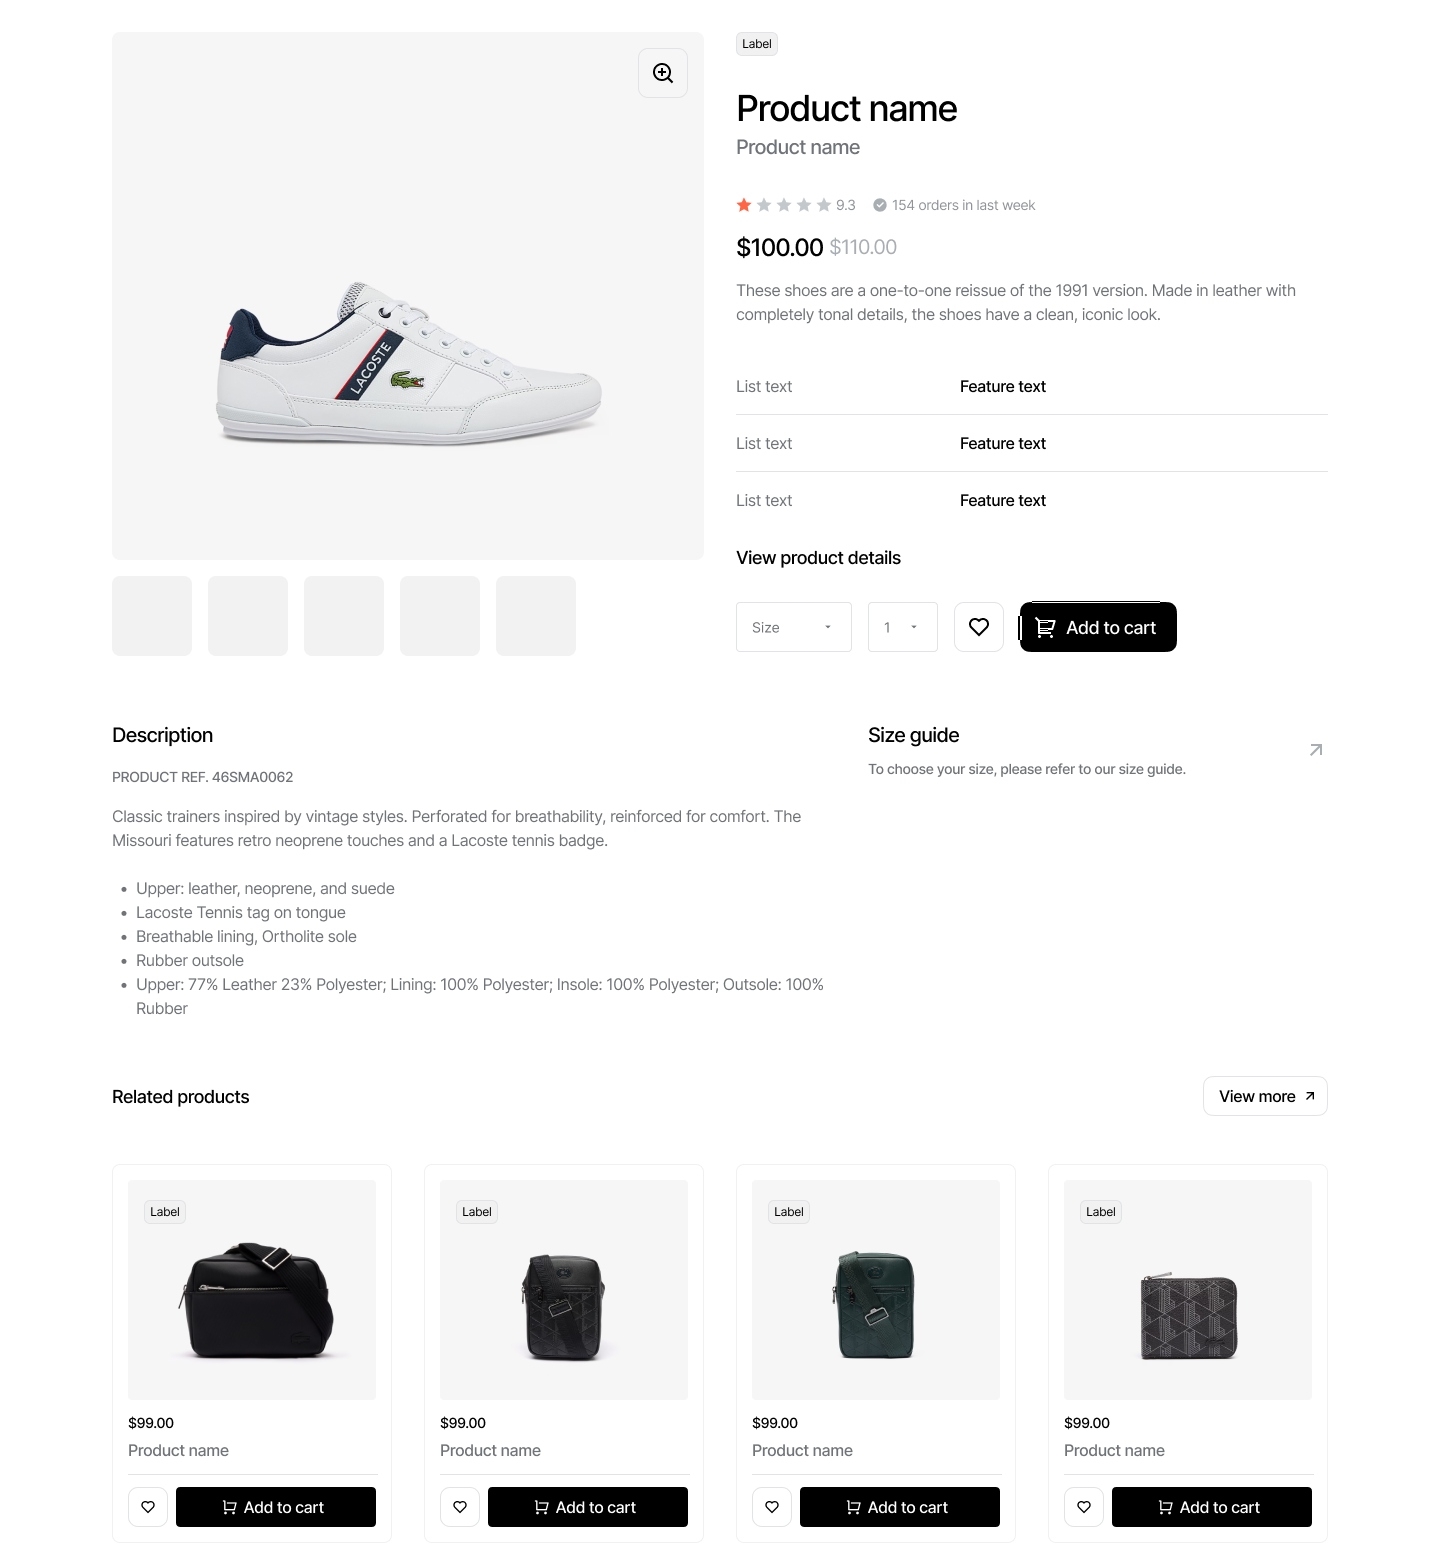 LACOSTE
Label
Product name
Product name
9.3 154 orders in last week
$100.00 $110.00
These shoes are a one-to-one reissue of the 1991 version. Made in leather with
completely tonal details, the shoes have a clean, iconic look.
List text Feature text
List text Feature text
List text Feature text
View product details
Size 1 Add to cart
Description
PRODUCT REF. 46SMA0062
Classic trainers inspired by vintage styles. Perforated for breathability, reinforced for comfort. The
Missouri features retro neoprene touches and a Lacoste tennis badge.
• Upper: leather, neoprene, and suede
• Lacoste Tennis tag on tongue
• Breathable lining, Ortholite sole
• Rubber outsole
• Upper: 77% Leather 23% Polyester; Lining: 100% Polyester; Insole: 100% Polyester; Outsole: 100%
Rubber
Size guide
To choose your size, please refer to our size guide.
Related products View more
Label Label Label Label
$99.00 $99.00 $99.00 $99.00
Product name Product name Product name Product name
Add to cart Add to cart Add to cart Add to cart